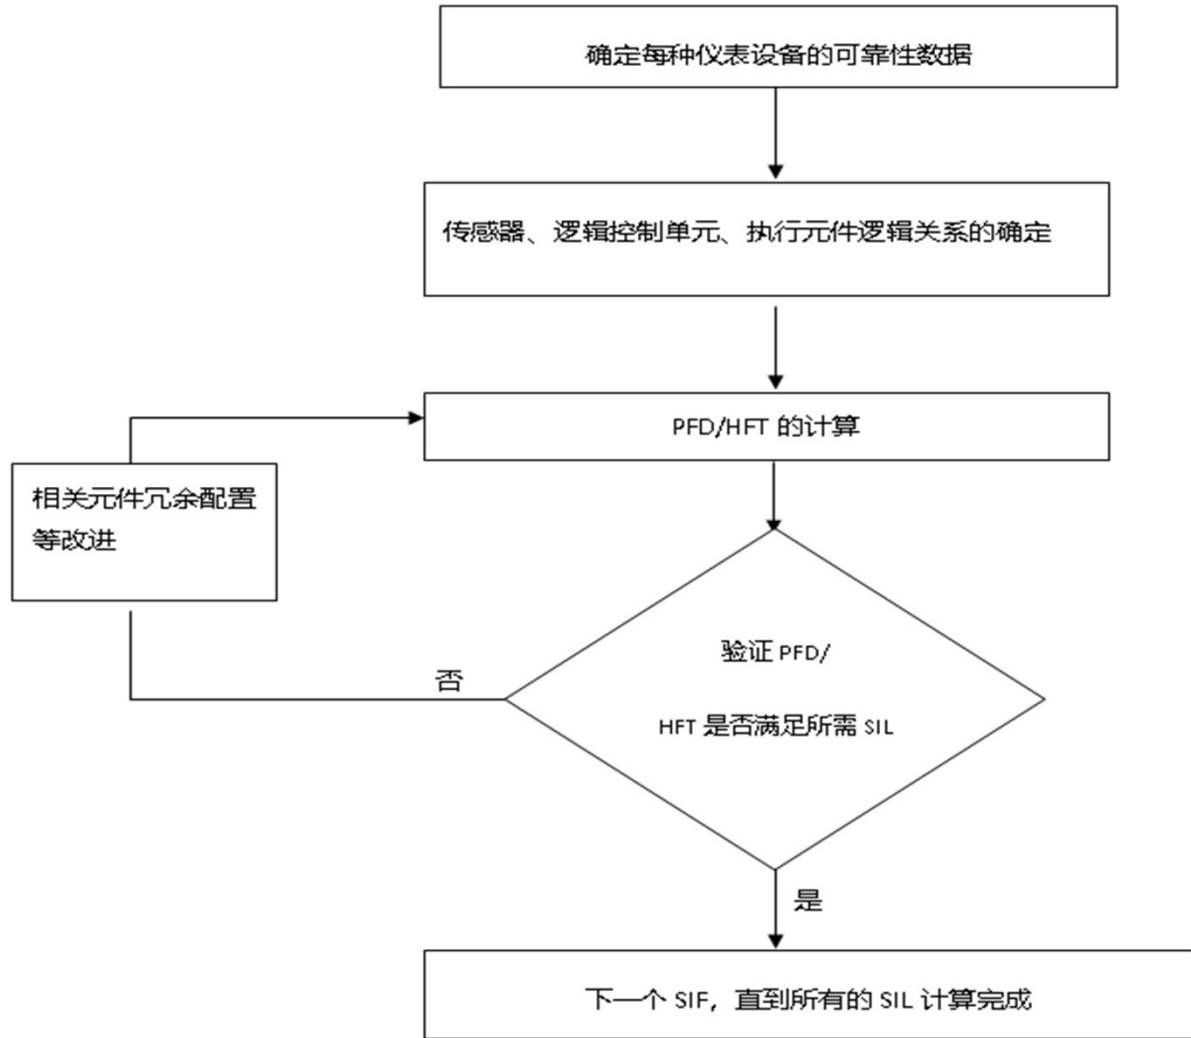 确定每种仪表设备的可靠性数据
传感器、逻辑控制单元、执行元件逻辑关系的确定
PFD/HFT 的计算
相关元件冗余配置
等改进
验证 PFD/
否
HFT 是否满足所需 SIL
是
下一个 SIF，直到所有的 SIL 计算完成